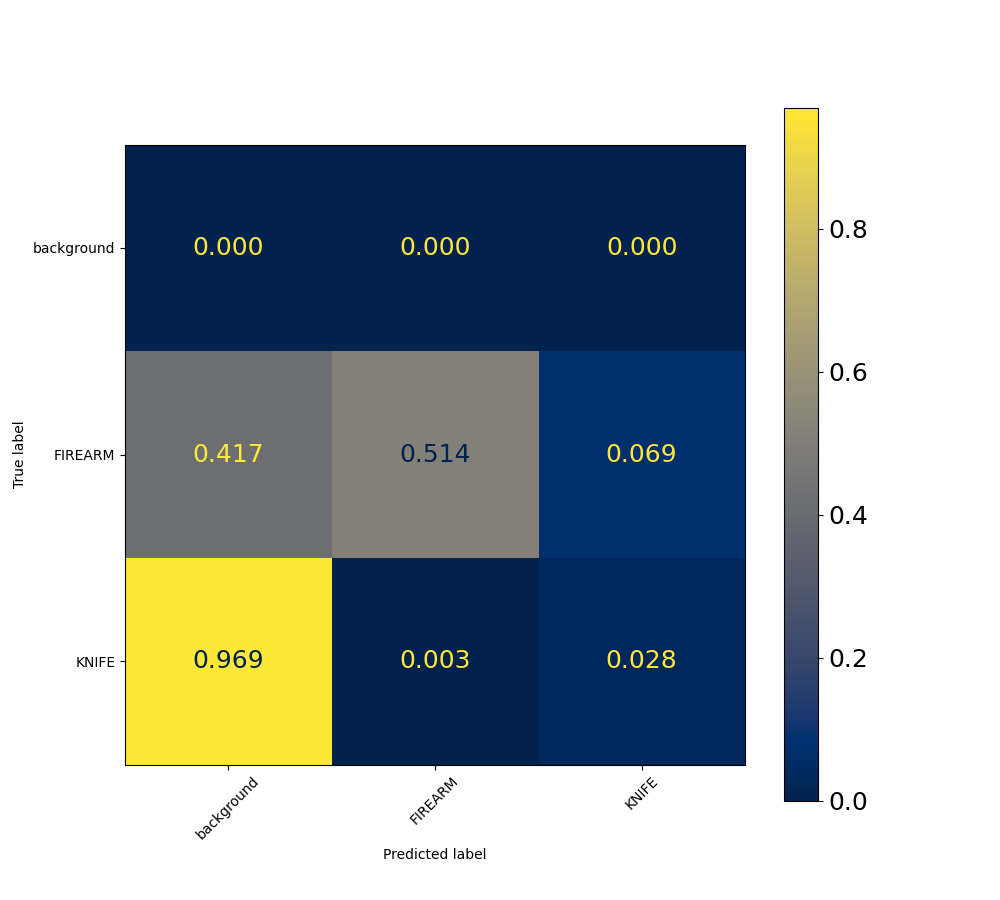 background 0.000 0.000 0.000
FIREARM 0.417 0.514 0.069
KNIFE 0.969 0.003 0.028
background FIREARM KNIFE
Predicted label
True label
0.8
0.6
0.4
0.2
0.0